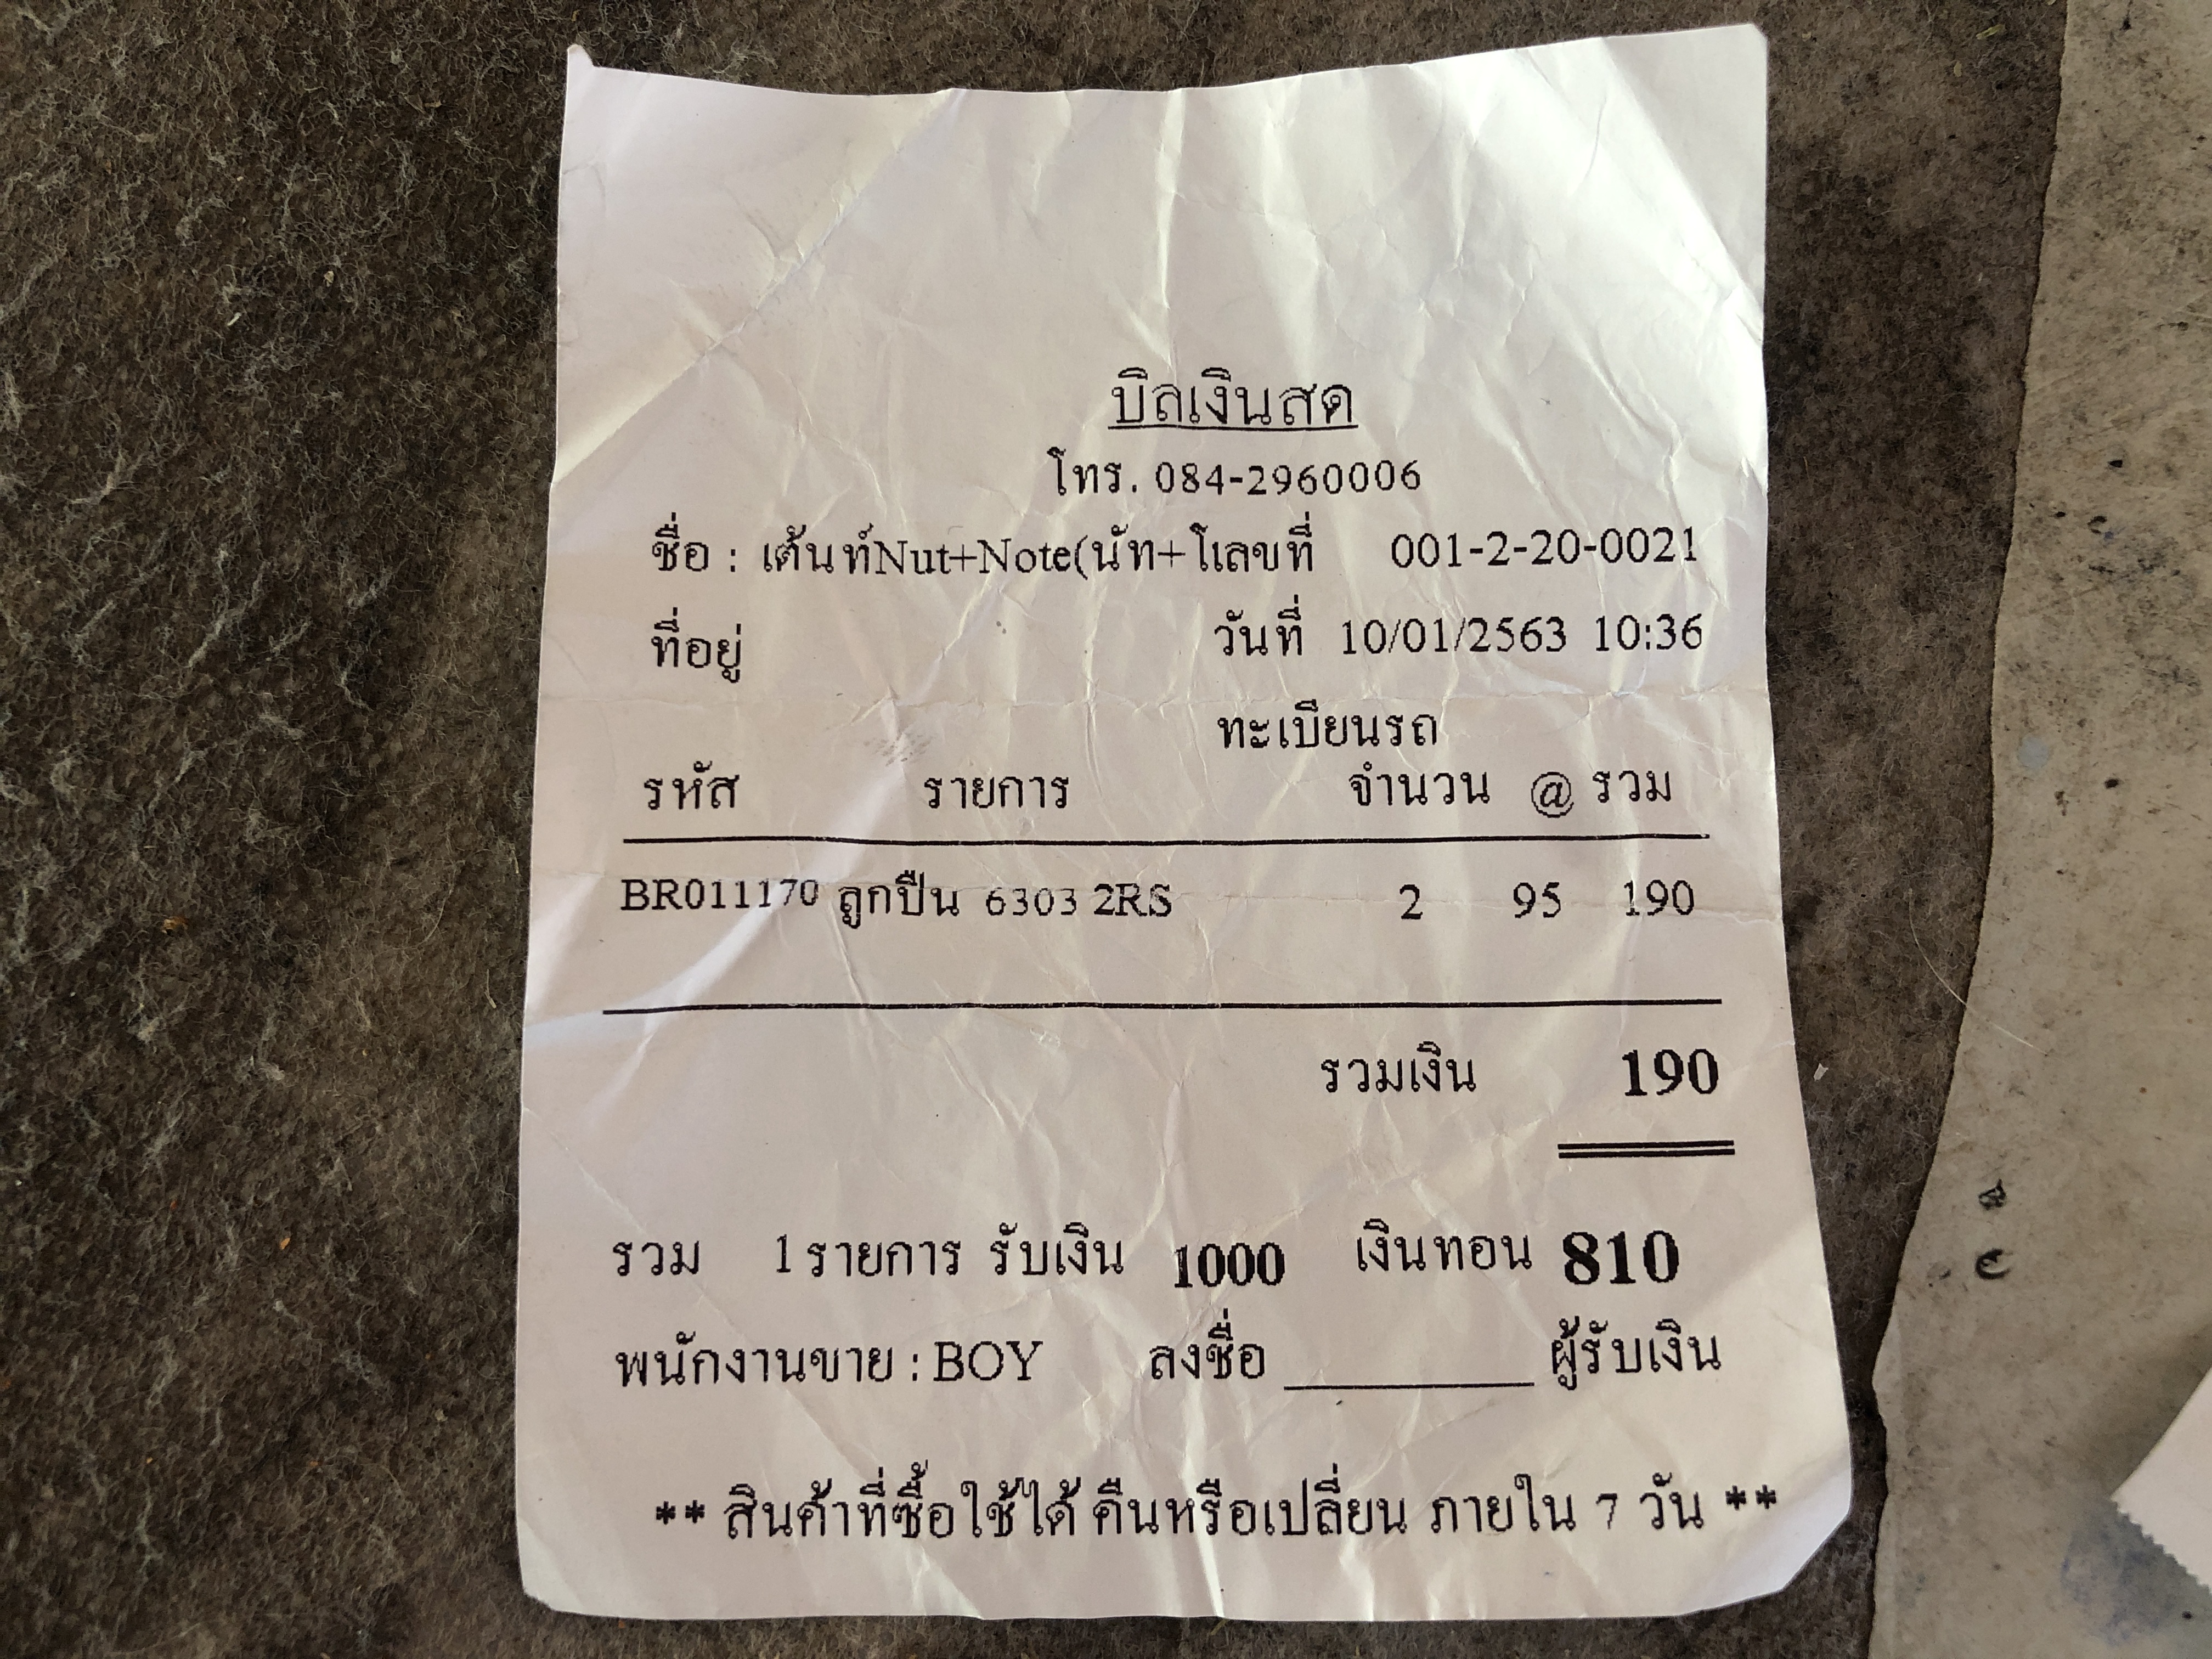 บิลเงินสด
โทร. 084-2960006
ชื่อ : เต้นท์Nut+Note(นัท+โเลขที่ 001-2-20-0021
ที่อยู่ วันที่ 10/01/2563 10:36
ทะเบียนรถ
รหัส รายการ จำนวน @ รวม
BR011170 ลูกปืน 6303 2RS 2 95 190
รวมเงิน 190
รวม 1รายการ รับเงิน 1000 เงินทอน 810
พนักงานขาย : BOY ลงชื่อ ________ ผู้รับเงิน
** สินค้าที่ซื้อใช้ได้ คืนหรือเปลี่ยน ภายใน 7 วัน **